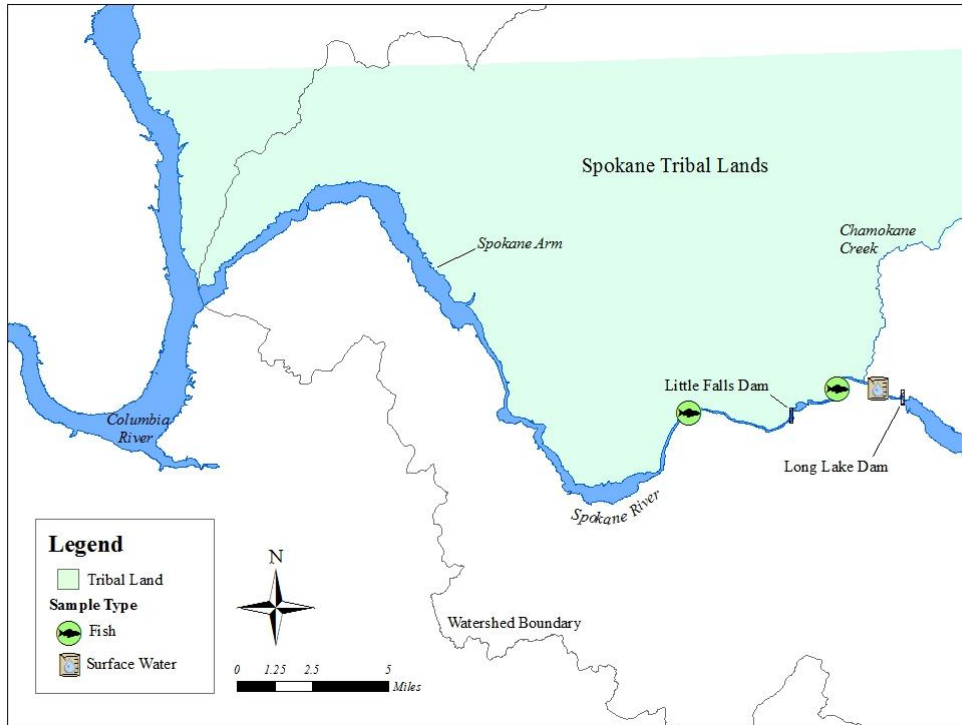 Spokane Tribal Lands
Chamokane
Creek
Spokane Arm
Little Falls Dam
Columbia
River
Long Lake Dam
Spokane River
Legend
Tribal Land
Sample Type
Fish
Surface Water
N
Watershed Boundary
0 1.25 2.5 5
Miles